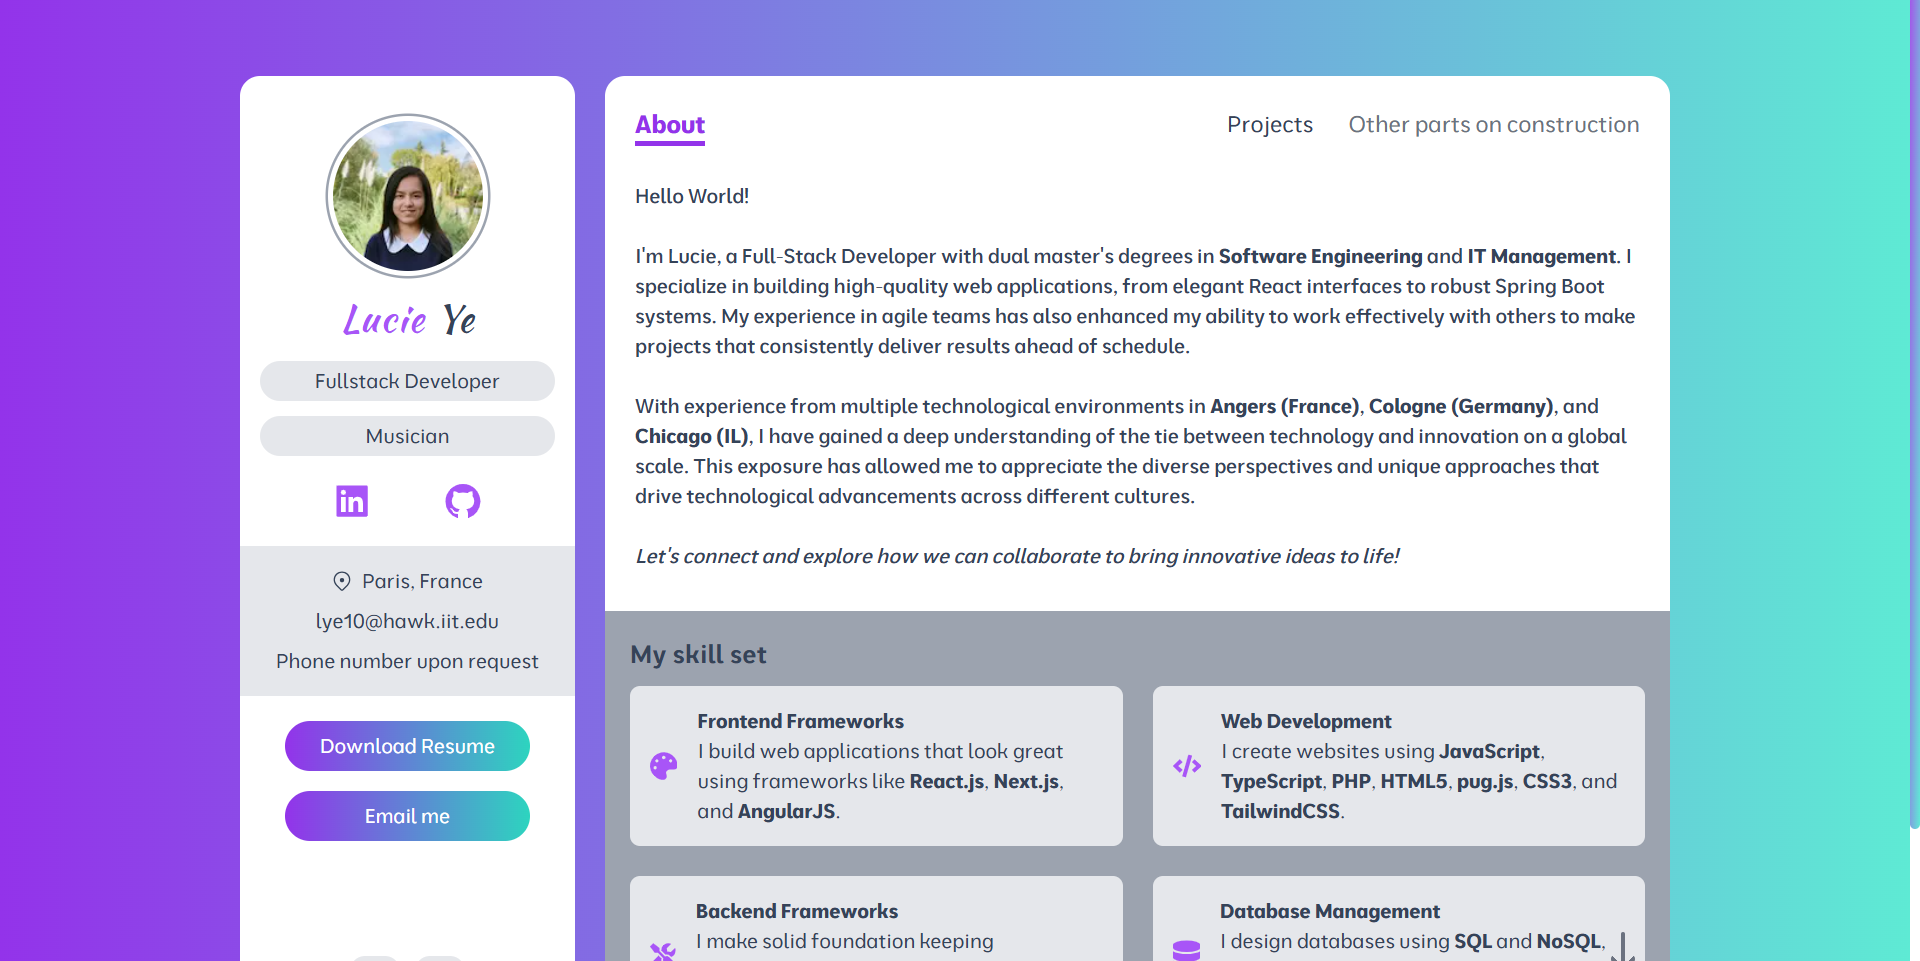 Lucie Ye
Fullstack Developer
Musician
in
Paris, France
lye10@hawk.iit.edu
Phone number upon request
Download Resume
Email me
About
Projects
Other parts on construction
Hello World!
I'm Lucie, a Full-Stack Developer with dual master's degrees in Software Engineering and IT Management. I
specialize in building high-quality web applications, from elegant React interfaces to robust Spring Boot
systems. My experience in agile teams has also enhanced my ability to work effectively with others to make
projects that consistently deliver results ahead of schedule.
With experience from multiple technological environments in Angers (France), Cologne (Germany), and
Chicago (IL), I have gained a deep understanding of the tie between technology and innovation on a global
scale. This exposure has allowed me to appreciate the diverse perspectives and unique approaches that
drive technological advancements across different cultures.
Let's connect and explore how we can collaborate to bring innovative ideas to life!
My skill set
Frontend Frameworks
I build web applications that look great
using frameworks like React.js, Next.js,
and AngularJS.
Web Development
I create websites using JavaScript,
TypeScript, PHP, HTML5, pug.js, CSS3, and
TailwindCSS.
Backend Frameworks
I make solid foundation keeping
Database Management
I design databases using SQL and NoSQL,